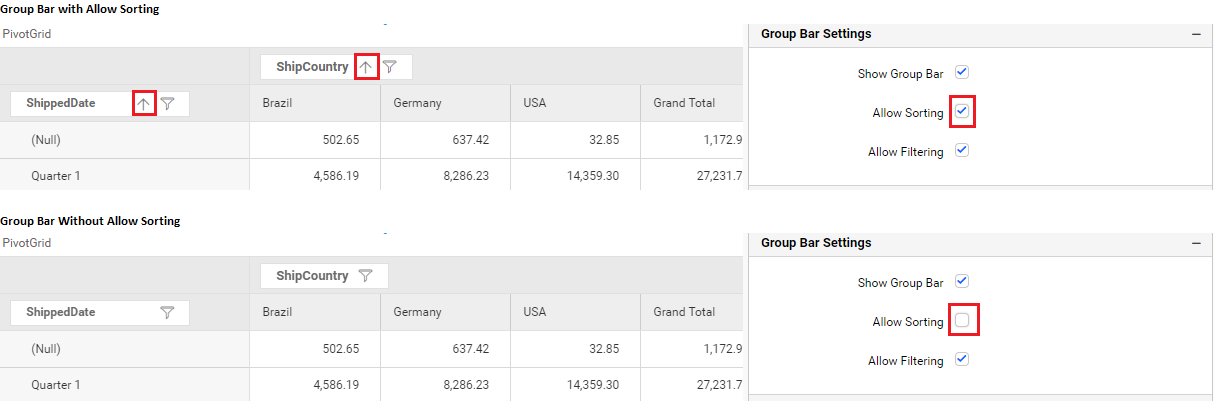 Group Bar with Allow Sorting
PivotGrid
Group Bar Settings
ShipCountry
Show Group Bar
ShippedDate
Brazil Germany USA Grand Total
Allow Sorting
(Null) 502.65 637.42 32.85 1,172.9
Allow Filtering
Quarter 1 4,586.19 8,286.23 14,359.30 27,231.7
Group Bar Without Allow Sorting
PivotGrid
Group Bar Settings
ShipCountry
Show Group Bar
ShippedDate
Brazil Germany USA Grand Total
Allow Sorting
(Null) 502.65 637.42 32.85 1,172.9
Allow Filtering
Quarter 1 4,586.19 8,286.23 14,359.30 27,231.7